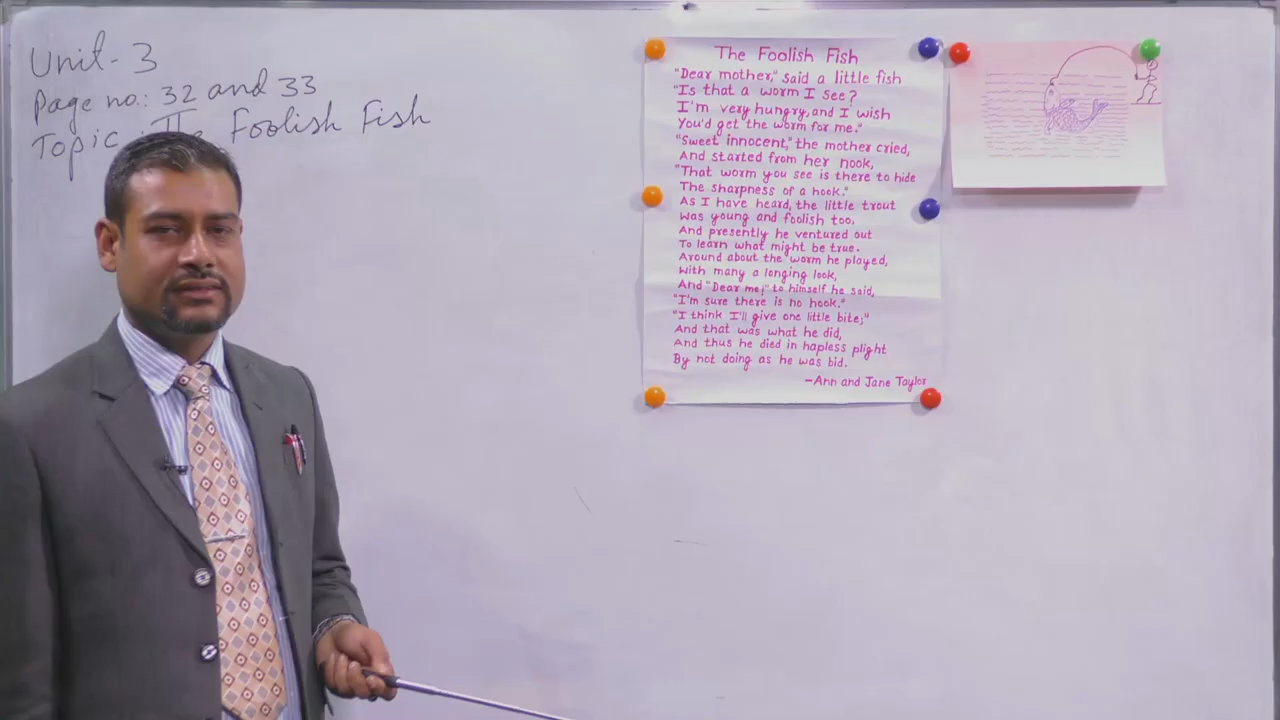 Unit- 3
Page no.: 32 and 33
Topic : The Foolish Fish
The Foolish Fish
"Dear mother," said a little fish
"Is that a worm I see?
I'm very hungry, and I wish
You'd get the worm for me."
"Sweet innocent," the mother cried,
And started from her nook,
"That worm you see is there to hide
The sharpness of a hook."
As I have heard, the little trout
Was young and foolish too,
And presently he ventured out
To learn what might be true.
Around about the worm he played,
With many a longing look,
And "Dear me!" to himself he said,
"I'm sure there is no hook."
"I think I'll give one little bite;"
And that was what he did,
And thus he died in hapless plight
By not doing as he was bid.
-Ann and Jane Taylor